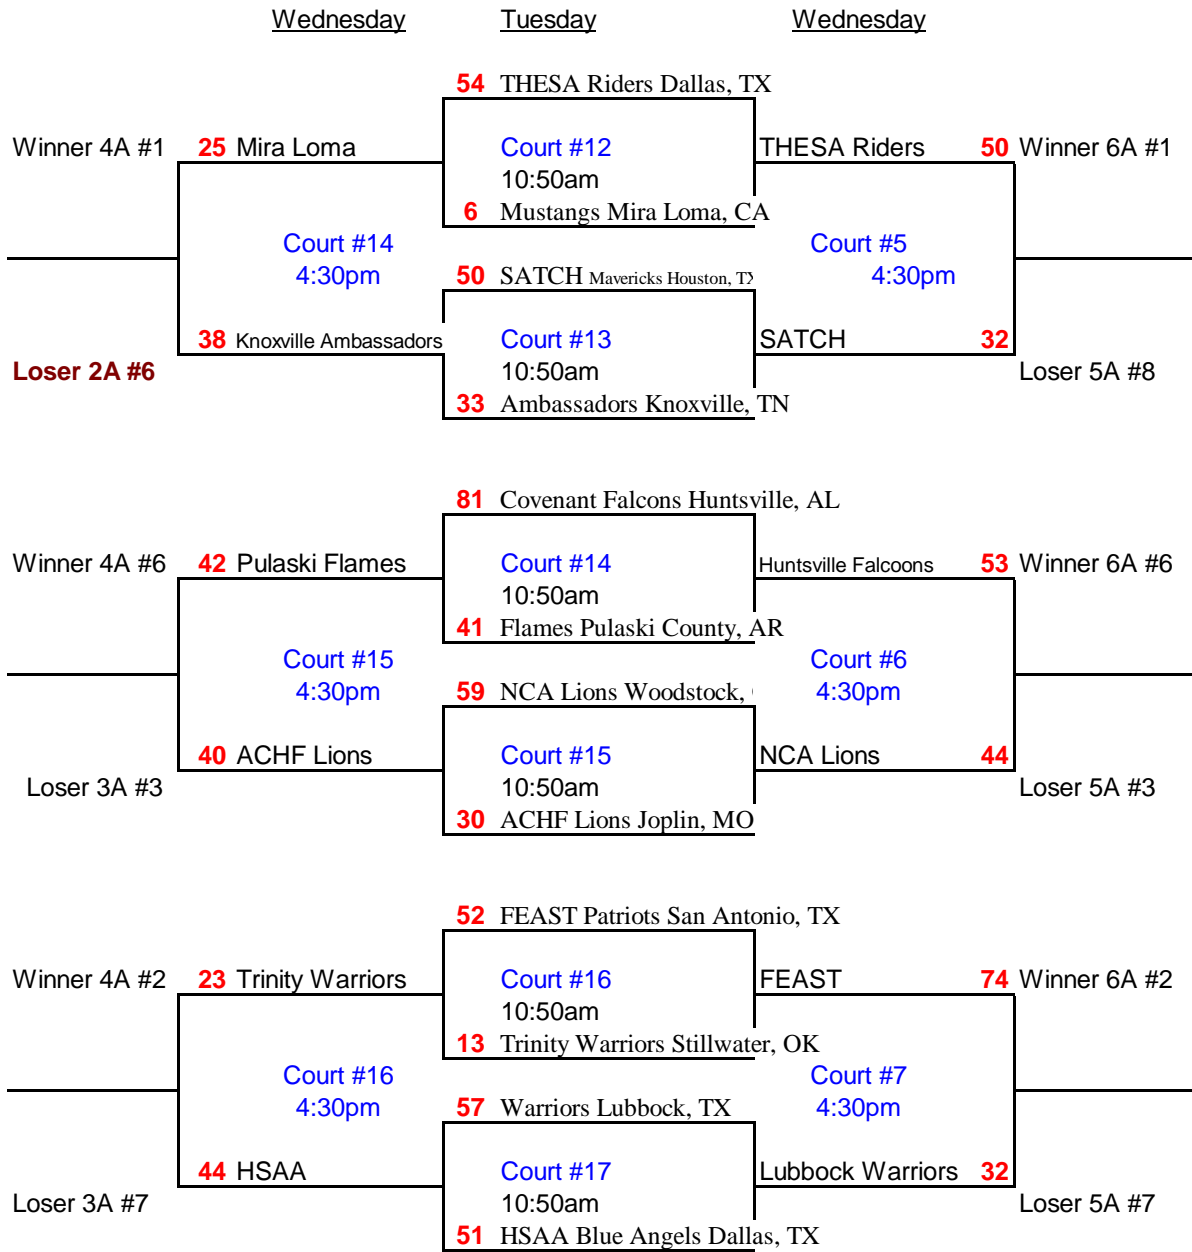 Wednesday Tuesday Wednesday
54 THESA Riders Dallas, TX
Winner 4A #1 25 Mira Loma Court #12 THESA Riders 50 Winner 6A #1
10:50am
6 Mustangs Mira Loma, CA
Court #14 Court #5
4:30pm 50 SATCH Mavericks Houston, TX 4:30pm
38 Knoxville Ambassadors Court #13 SATCH 32
Loser 2A #6 10:50am Loser 5A #8
33 Ambassadors Knoxville, TN
81 Covenant Falcons Huntsville, AL
Winner 4A #6 42 Pulaski Flames Court #14 Huntsville Falcoons 53 Winner 6A #6
10:50am
41 Flames Pulaski County, AR
Court #15 Court #6
4:30pm 59 NCA Lions Woodstock, 4:30pm
40 ACHF Lions Court #15 NCA Lions 44
Loser 3A #3 10:50am Loser 5A #3
30 ACHF Lions Joplin, MO
52 FEAST Patriots San Antonio, TX
Winner 4A #2 23 Trinity Warriors Court #16 FEAST 74 Winner 6A #2
10:50am
13 Trinity Warriors Stillwater, OK
Court #16 Court #7
4:30pm 57 Warriors Lubbock, TX 4:30pm
44 HSAA Court #17 Lubbock Warriors 32
Loser 3A #7 10:50am Loser 5A #7
51 HSAA Blue Angels Dallas, TX